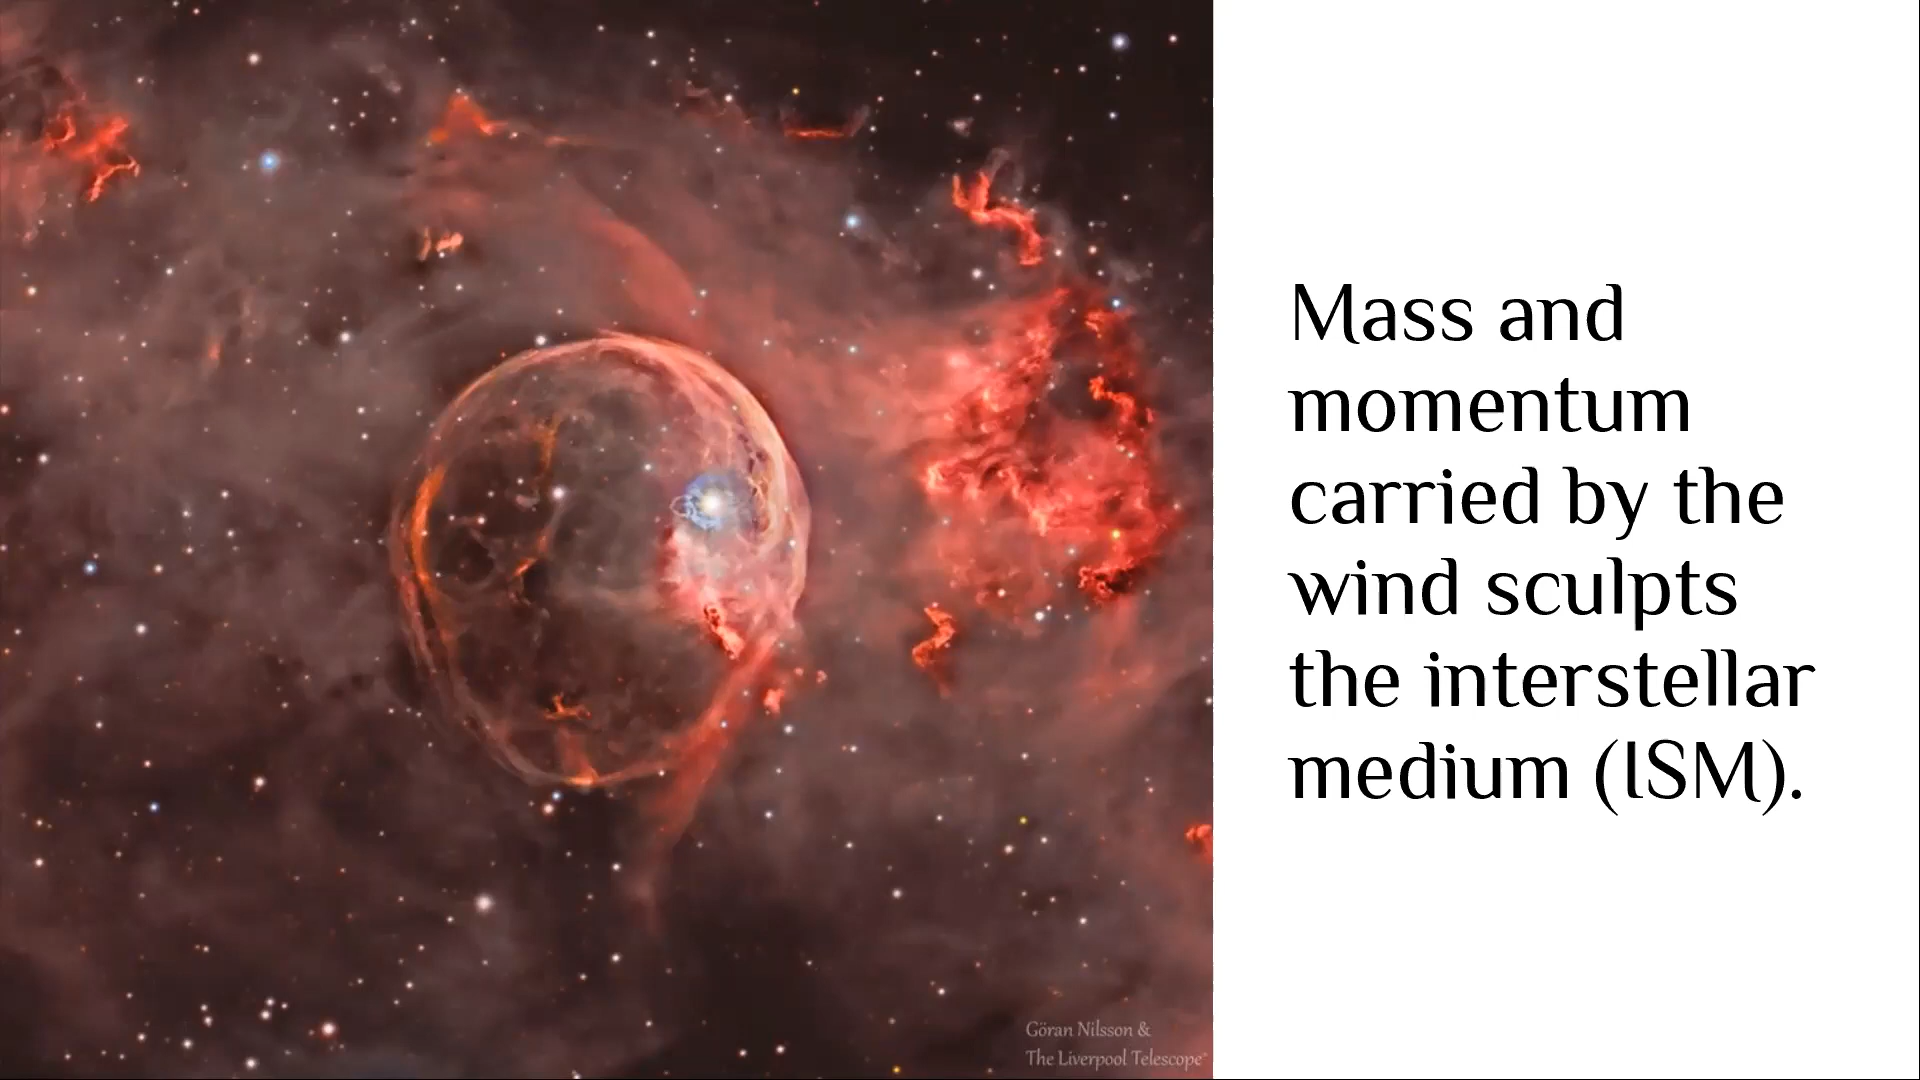 Mass and
momentum
carried by the
wind sculpts
the interstellar
medium (ISM).
Göran Nilsson &
The Liverpool Telescope